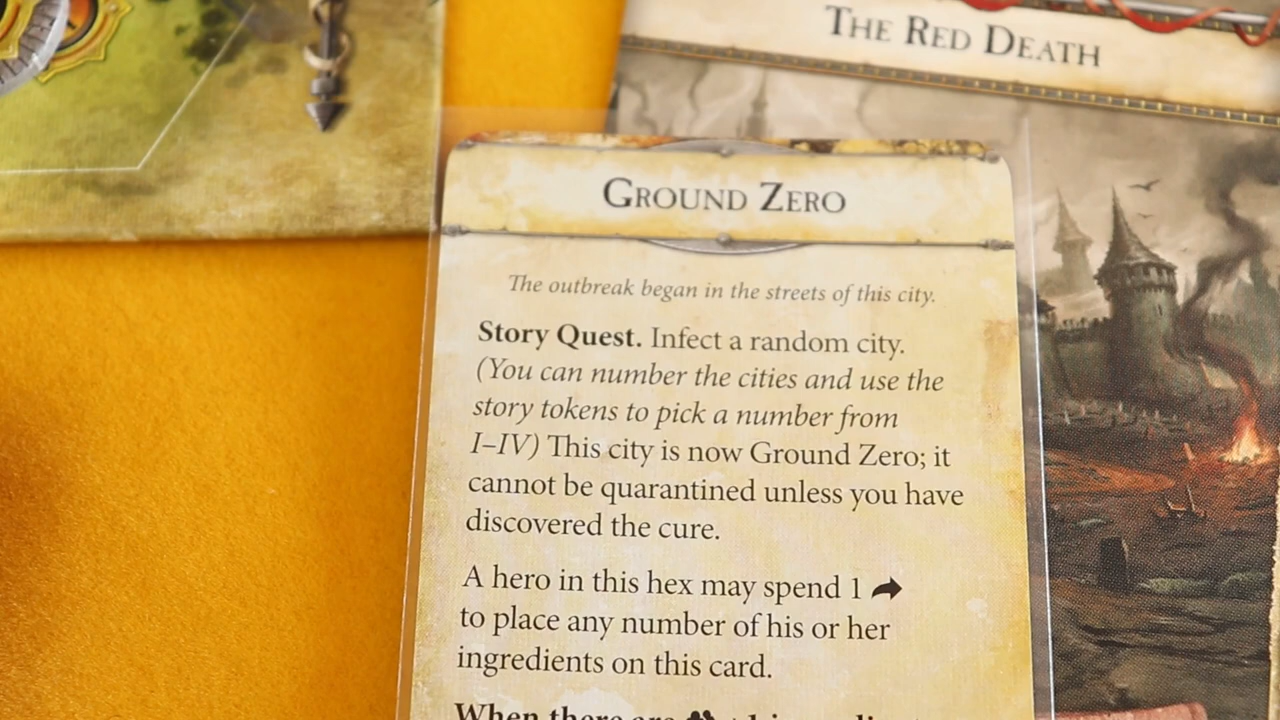 THE RED DEATH
GROUND ZERO
The outbreak began in the streets of this city.
Story Quest. Infect a random city.
(You can number the cities and use the
story tokens to pick a number from
I–IV) This city is now Ground Zero; it
cannot be quarantined unless you have
discovered the cure.
A hero in this hex may spend 1
to place any number of his or her
ingredients on this card.
When there are